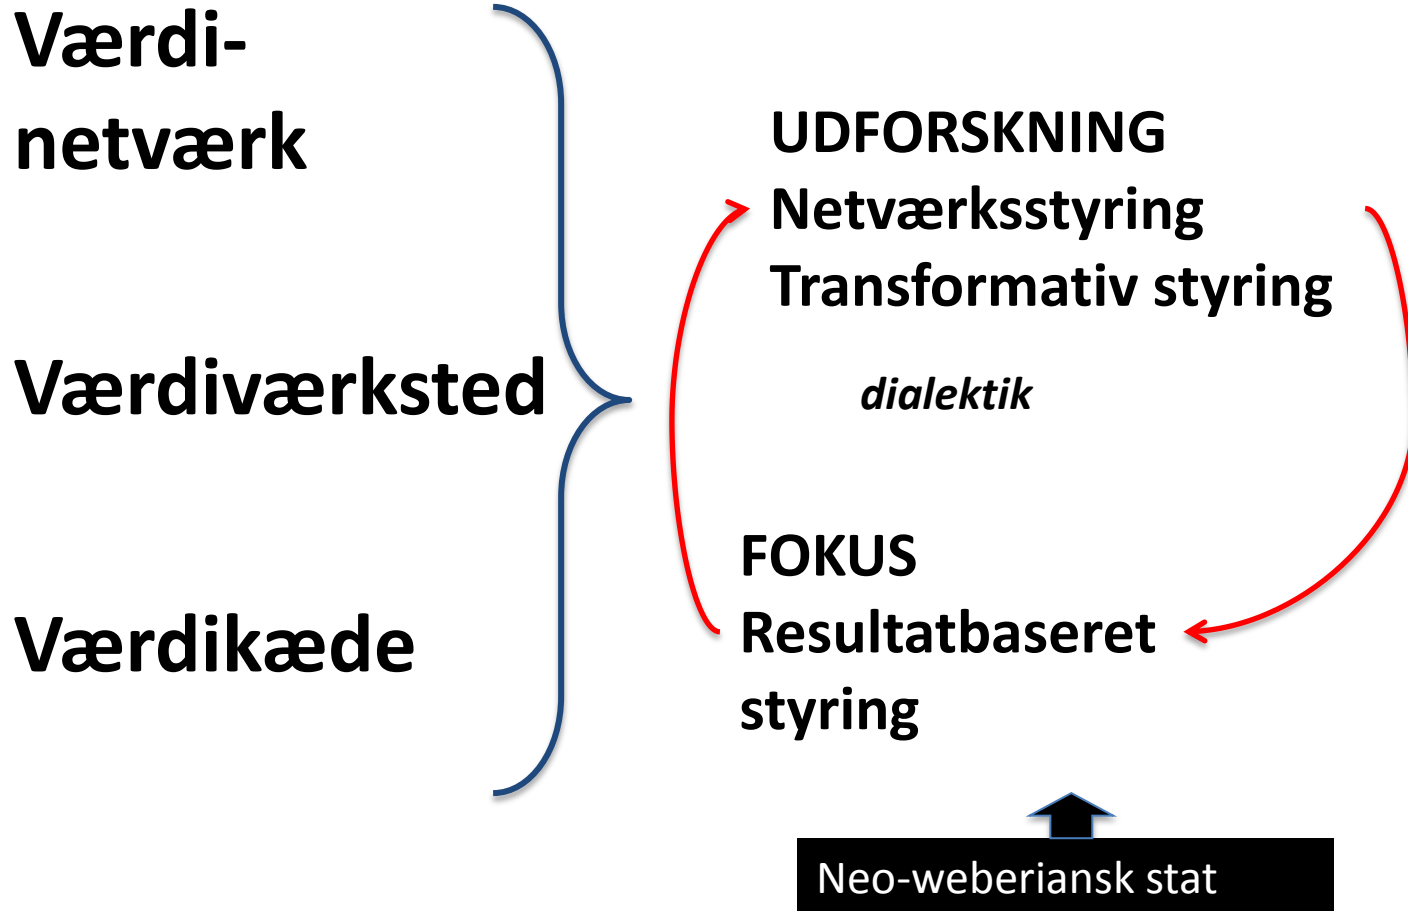 Værdi-
netværk
Værdiværksted
Værdikæde
UDFORSKNING
Netværksstyring
Transformativ styring
dialektik
FOKUS
Resultatbaseret
styring
Neo-weberiansk stat